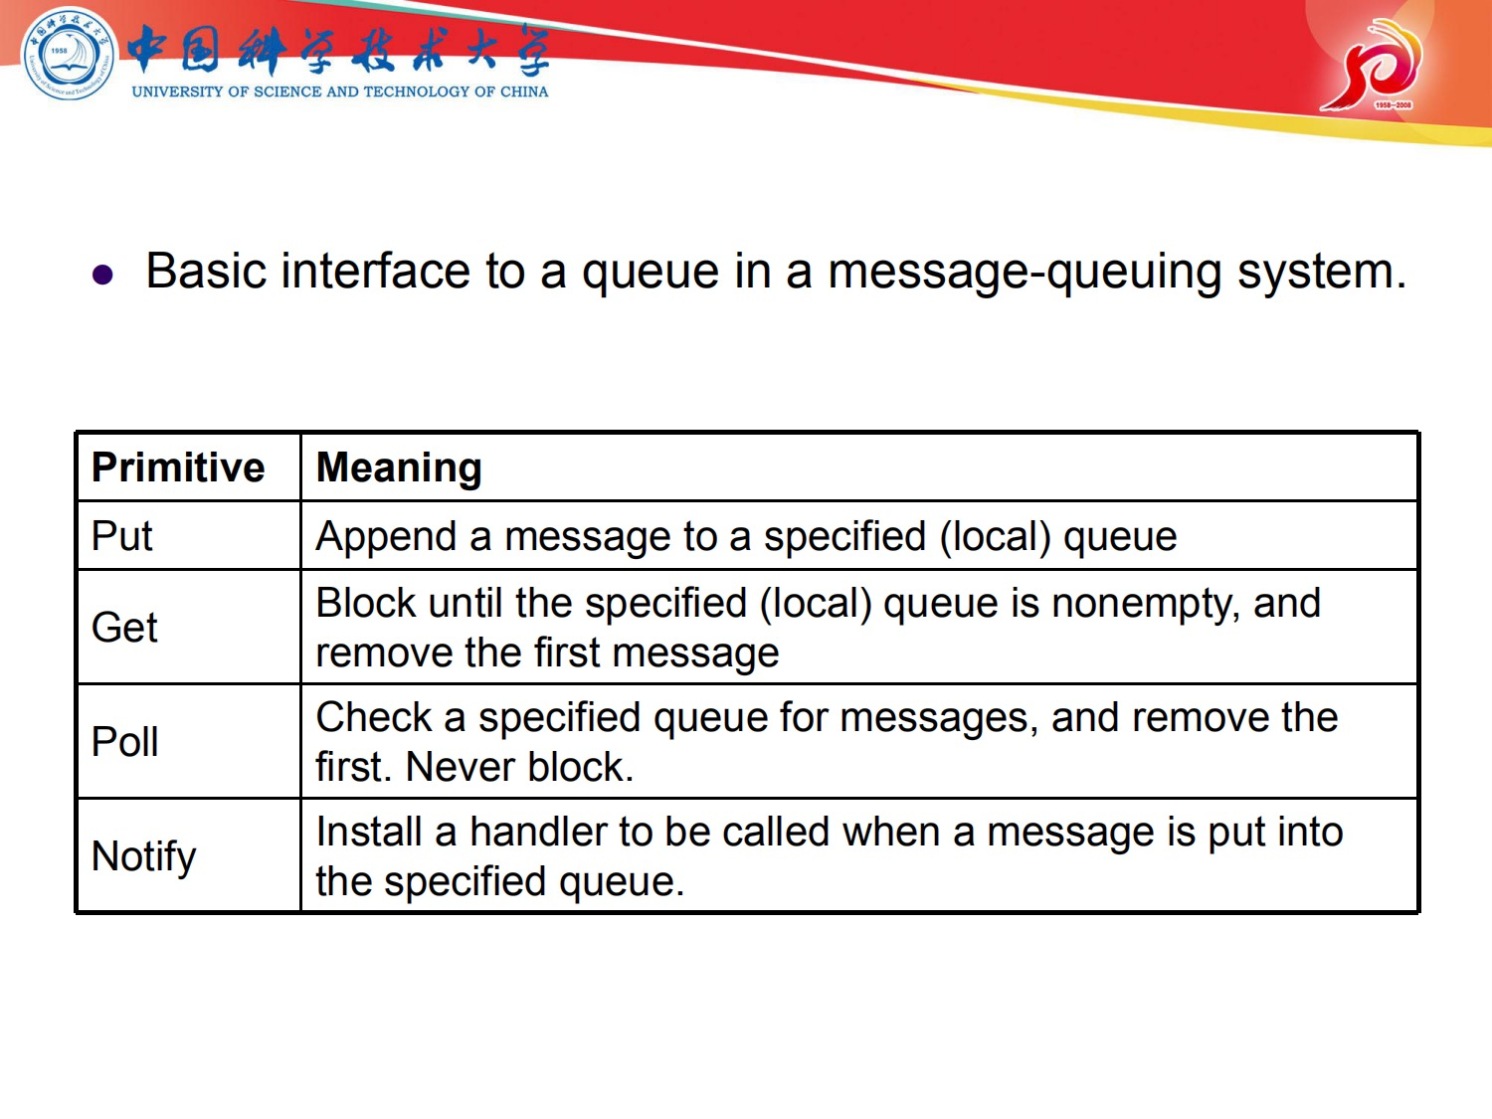 中国科学技术大学
UNIVERSITY OF SCIENCE AND TECHNOLOGY OF CHINA
1958
1958-2008
Basic interface to a queue in a message-queuing system.
Primitive Meaning
Put Append a message to a specified (local) queue
Get Block until the specified (local) queue is nonempty, and
remove the first message
Poll Check a specified queue for messages, and remove the
first. Never block.
Notify Install a handler to be called when a message is put into
the specified queue.